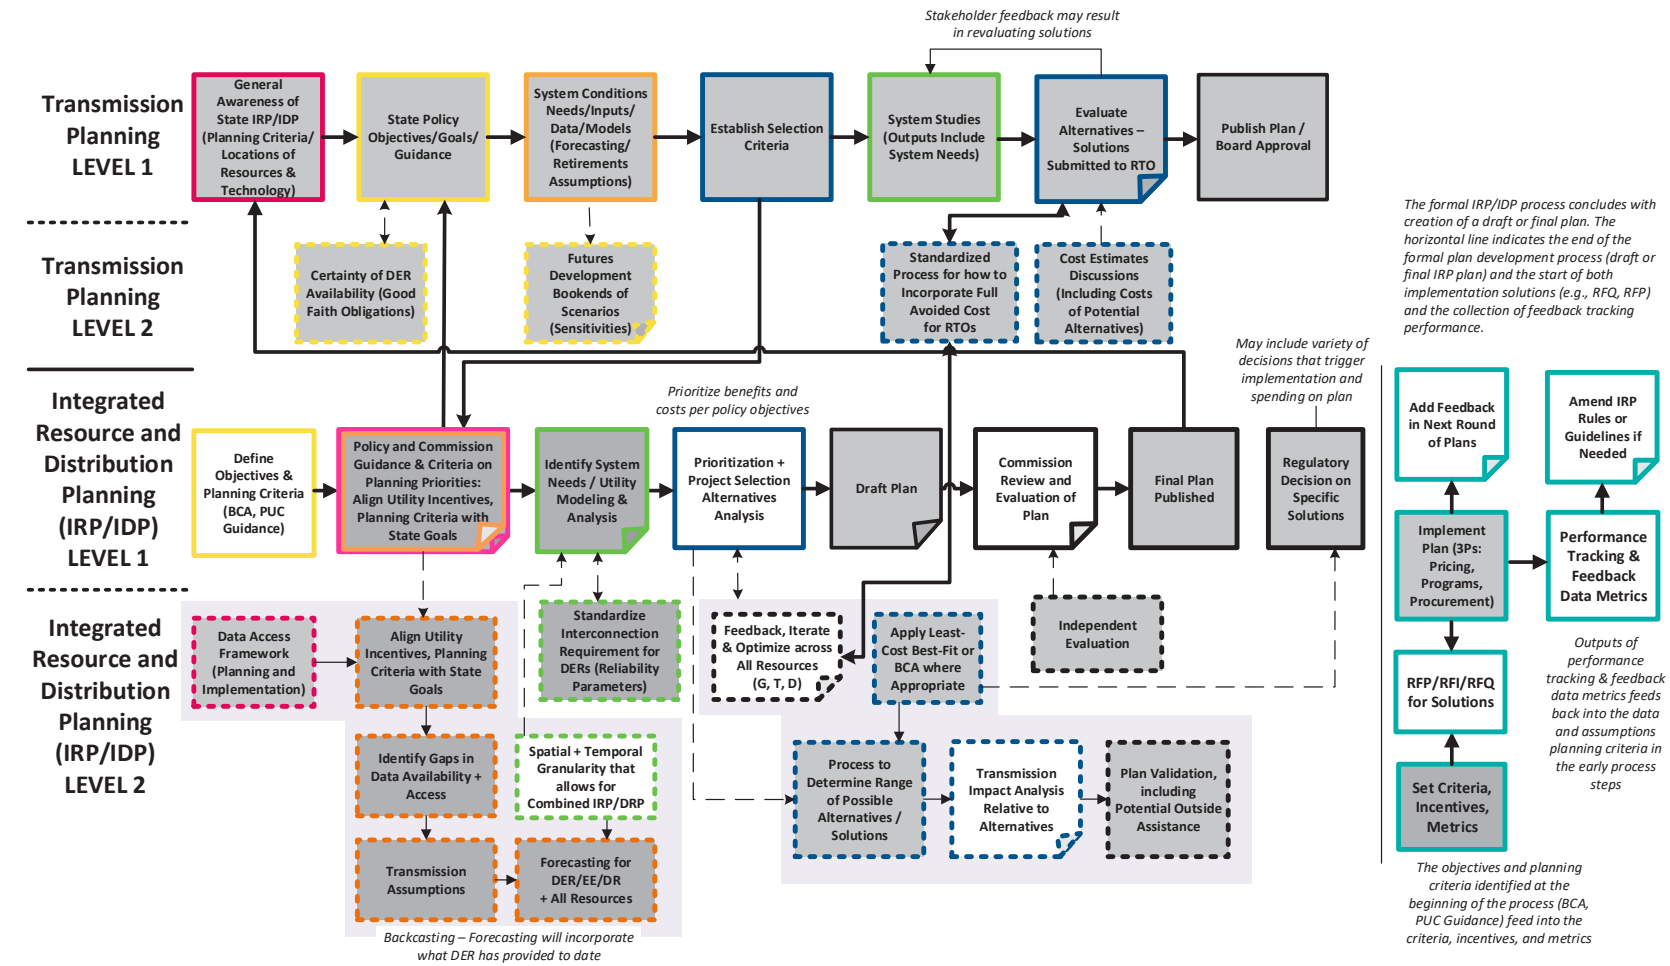 Stakeholder feedback may result
in revaluating solutions
Transmission
Planning
LEVEL 1
General
Awareness of
State IRP/IDP
(Planning Criteria/
Locations of
Resources &
Technology)
State Policy
Objectives/Goals/
Guidance
System Conditions
Needs/Inputs/
Data/Models
(Forecasting/
Retirements
Assumptions)
Establish Selection
Criteria
System Studies
(Outputs Include
System Needs)
Evaluate
Alternatives –
Solutions
Submitted to RTO
Publish Plan /
Board Approval
Transmission
Planning
LEVEL 2
Certainty of DER
Availability (Good
Faith Obligations)
Futures
Development
Bookends of
Scenarios
(Sensitivities)
Standardized
Process for how to
Incorporate Full
Avoided Cost
for RTOs
Cost Estimates
Discussions
(Including Costs
of Potential
Alternatives)
The formal IRP/IDP process concludes with
creation of a draft or final plan. The
horizontal line indicates the end of the
formal plan development process (draft or
final IRP plan) and the start of both
implementation solutions (e.g., RFQ, RFP)
and the collection of feedback tracking
performance.
Integrated
Resource and
Distribution
Planning
(IRP/IDP)
LEVEL 1
Prioritize benefits and
costs per policy objectives
May include variety of
decisions that trigger
implementation and
spending on plan
Define
Objectives &
Planning Criteria
(BCA, PUC
Guidance)
Policy and Commission
Guidance & Criteria on
Planning Priorities:
Align Utility Incentives,
Planning Criteria with
State Goals
Identify System
Needs / Utility
Modeling &
Analysis
Prioritization +
Project Selection
Alternatives
Analysis
Draft Plan
Commission
Review and
Evaluation of
Plan
Final Plan
Published
Regulatory
Decision on
Specific
Solutions
Add Feedback
in Next Round
of Plans
Amend IRP
Rules or
Guidelines if
Needed
Implement
Plan (3Ps:
Pricing,
Programs,
Procurement)
Performance
Tracking &
Feedback
Data Metrics
Integrated
Resource and
Distribution
Planning
(IRP/IDP)
LEVEL 2
Data Access
Framework
(Planning and
Implementation)
Align Utility
Incentives, Planning
Criteria with State
Goals
Standardize
Interconnection
Requirement for
DERs (Reliability
Parameters)
Feedback, Iterate
& Optimize across
All Resources
(G, T, D)
Apply Least-
Cost Best-Fit or
BCA where
Appropriate
Independent
Evaluation
RFP/RFI/RFQ
for Solutions
Outputs of
performance
tracking & feedback
data metrics feeds
back into the data
and assumptions
planning criteria in
the early process
steps
Identify Gaps in
Data Availability +
Access
Spatial + Temporal
Granularity that
allows for
Combined IRP/DRP
Process to
Determine Range
of Possible
Alternatives /
Solutions
Transmission
Impact Analysis
Relative to
Alternatives
Plan Validation,
including
Potential Outside
Assistance
Set Criteria,
Incentives,
Metrics
Transmission
Assumptions
Forecasting for
DER/EE/DR
+ All Resources
Backcasting – Forecasting will incorporate
what DER has provided to date
The objectives and planning
criteria identified at the
beginning of the process (BCA,
PUC Guidance) feed into the
criteria, incentives, and metrics